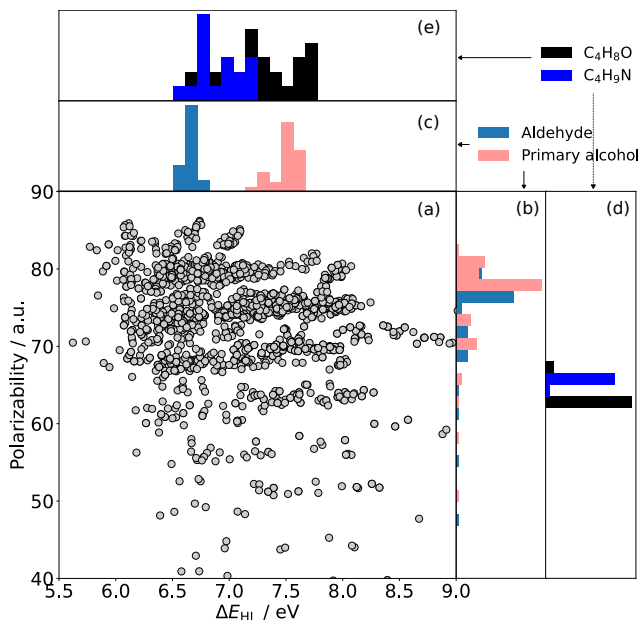 (e)
C₄H₈O
C₄H₉N
(c)
Aldehyde
Primary alcohol
90
(a)
(b)
(d)
80
70
60
50
40
Polarizability / a.u.
5.5 6.0 6.5 7.0 7.5 8.0 8.5 9.0
ΔE_HL / eV